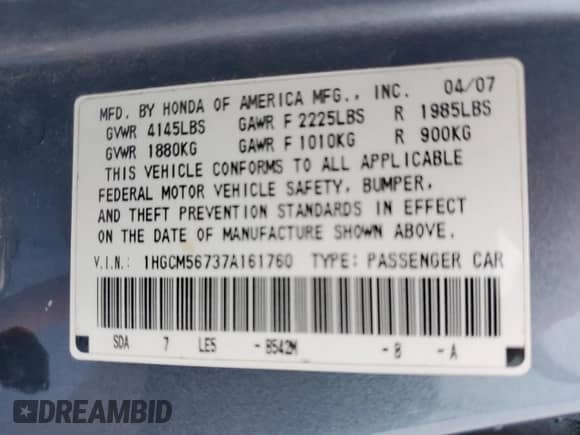 MFD. BY HONDA OF AMERICA MFG., INC. 04/07
GVWR 4145LBS GAWR F 2225LBS R 1985LBS
GVWR 1880KG GAWR F 1010KG R 900KG
THIS VEHICLE CONFORMS TO ALL APPLICABLE
FEDERAL MOTOR VEHICLE SAFETY, BUMPER,
AND THEFT PREVENTION STANDARDS IN EFFECT
ON THE DATE OF MANUFACTURE SHOWN ABOVE.
V.I.N.: 1HGCM56737A161760 TYPE: PASSENGER CAR
SDA 7 LE5 - B542M - 0 - A
DREAMBID